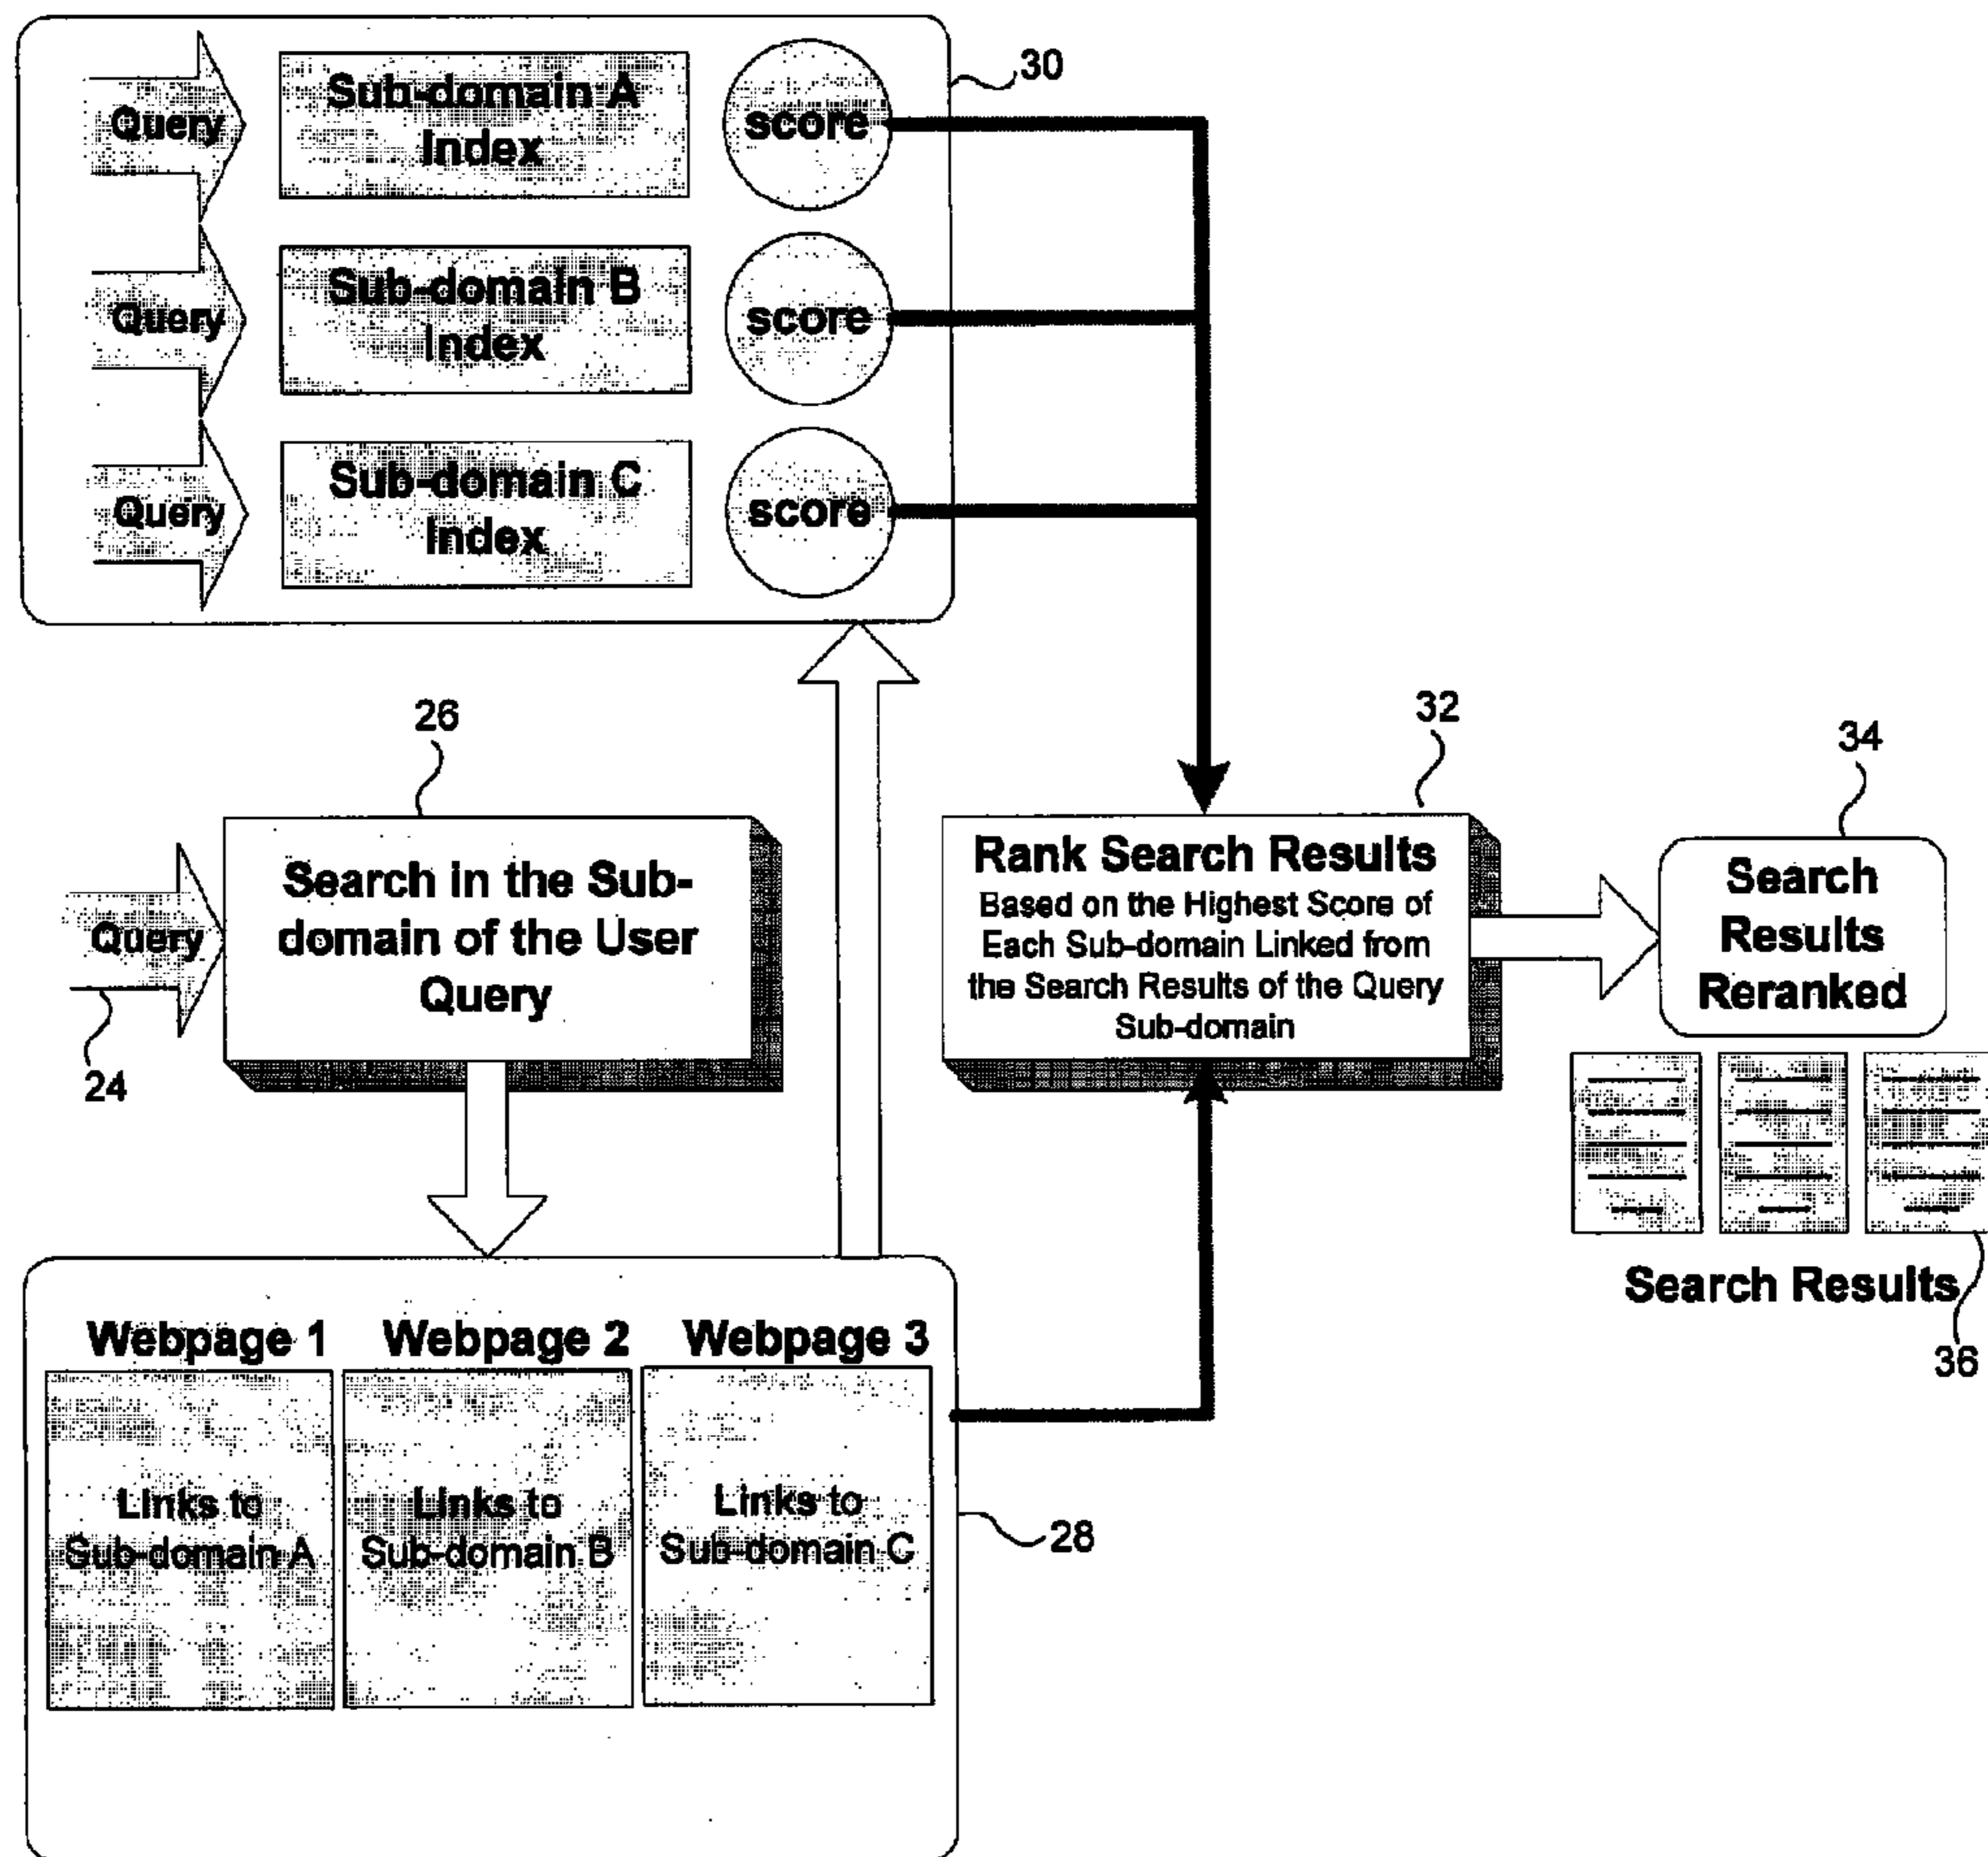 Query
Sub-domain A
Index
score
30
Query
Sub-domain B
Index
score
Query
Sub-domain C
Index
score
26
32
34
Query
24
Search in the Sub-
domain of the User
Query
Rank Search Results
Based on the Highest Score of
Each Sub-domain Linked from
the Search Results of the Query
Sub-domain
Search
Results
Reranked
Search Results
36
Webpage 1
Webpage 2
Webpage 3
Links to
Sub-domain A
Links to
Sub-domain B
Links to
Sub-domain C
28